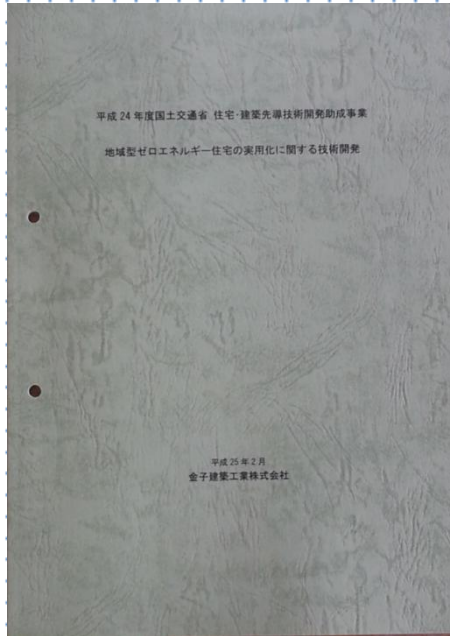 平成24年度国土交通省 住宅・建築先導技術開発助成事業
地域型ゼロエネルギー住宅の実用化に関する技術開発
平成25年2月
金子建築工業株式会社